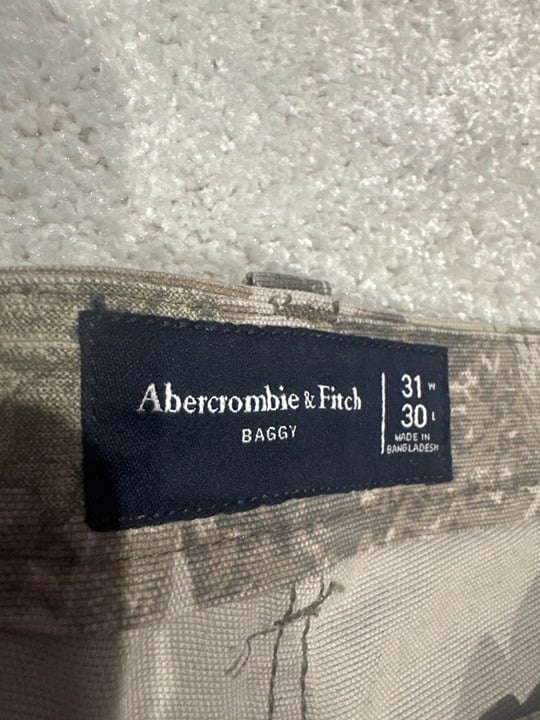 Abercrombie & Fitch
BAGGY
31 W
30 L
MADE IN
BANGLADESH